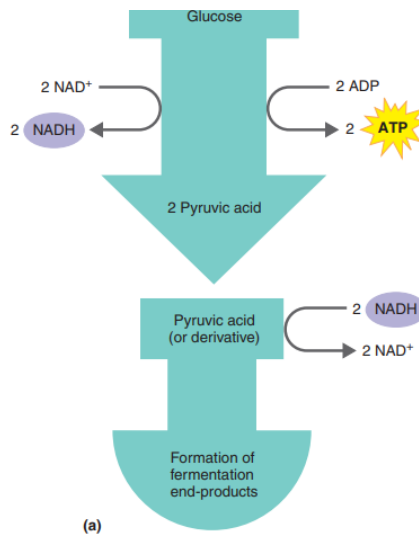 Glucose
2 NAD⁺
2 ADP
2 NADH
2 ATP
2 Pyruvic acid
Pyruvic acid
(or derivative)
2 NADH
2 NAD⁺
Formation of
fermentation
end-products
(a)